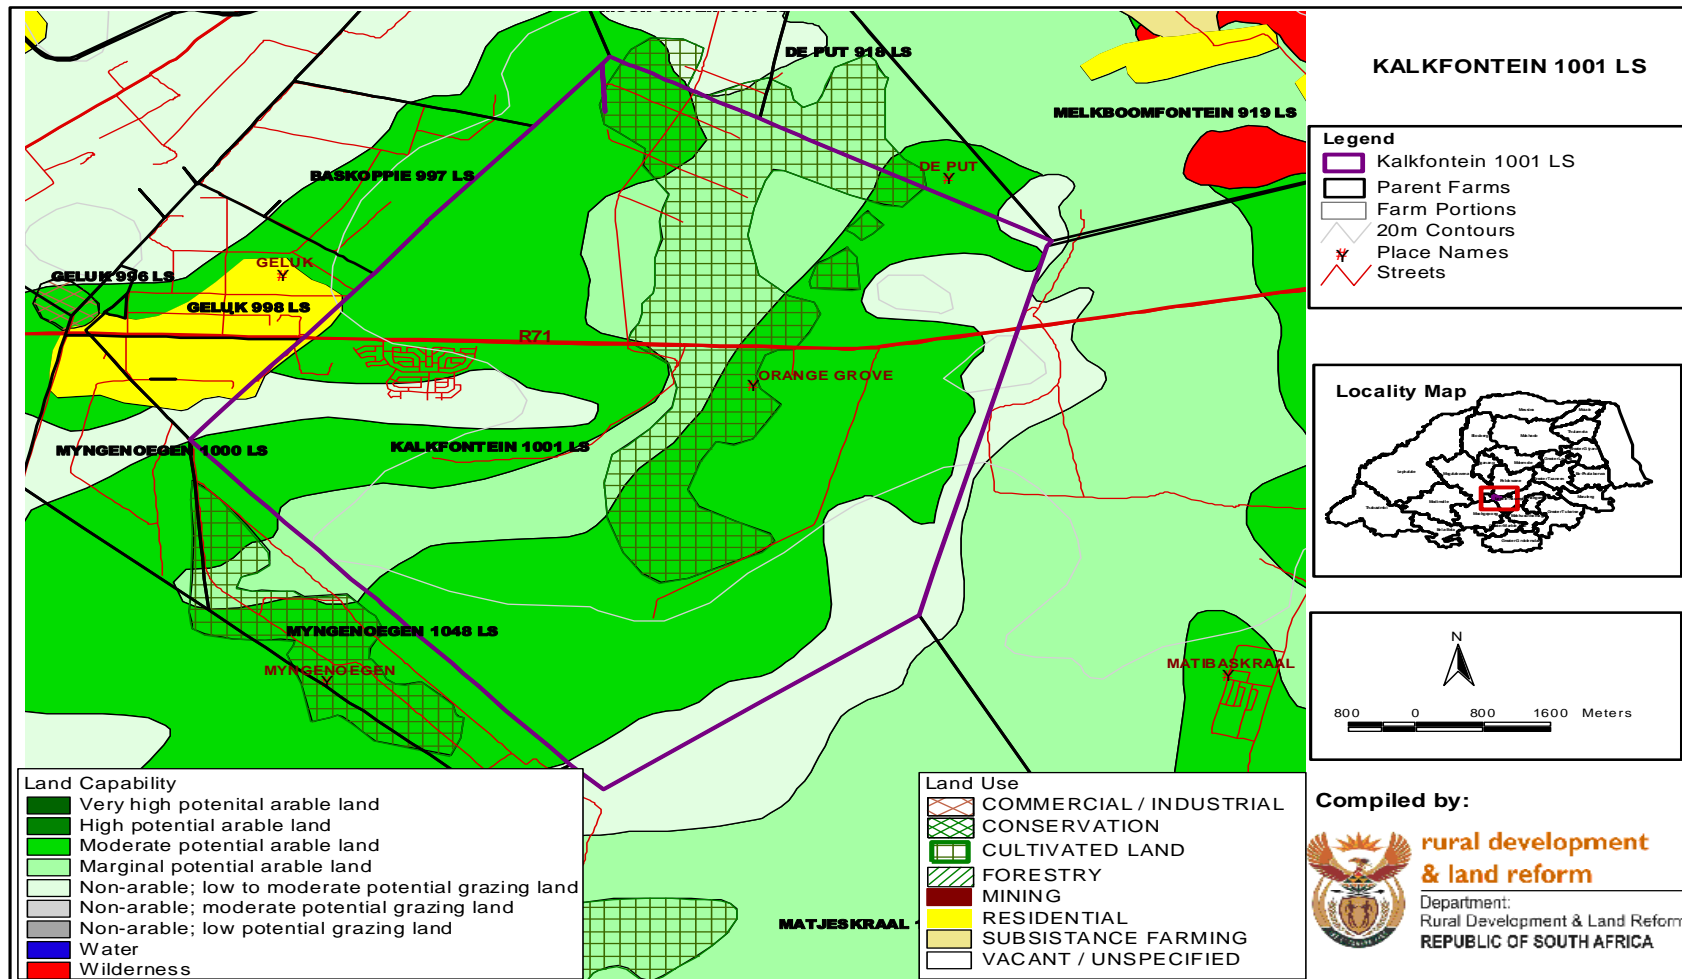 DE PUT 918 LS
MELKBOOMFONTEIN 919 LS
DE PUT
BASKOPPIE 997 LS
GELUK
GELUK 996 LS
GELUK 998 LS
R71
ORANGE GROVE
MYNGENOEGEN 1000 LS
KALKFONTEIN 1001 LS
MYNGENOEGEN 1048 LS
MYNGENOEGEN
MATIBASKRAAL
MATJESKRAAL 1
Land Capability
Very high potenital arable land
High potential arable land
Moderate potential arable land
Marginal potential arable land
Non-arable; low to moderate potential grazing land
Non-arable; moderate potential grazing land
Non-arable; low potential grazing land
Water
Wilderness
Land Use
COMMERCIAL / INDUSTRIAL
CONSERVATION
CULTIVATED LAND
FORESTRY
MINING
RESIDENTIAL
SUBSISTANCE FARMING
VACANT / UNSPECIFIED
KALKFONTEIN 1001 LS
Legend
Kalkfontein 1001 LS
Parent Farms
Farm Portions
20m Contours
Place Names
Streets
Locality Map
N
800 0 800 1600 Meters
Compiled by:
rural development
& land reform
Department:
Rural Development & Land Reform
REPUBLIC OF SOUTH AFRICA